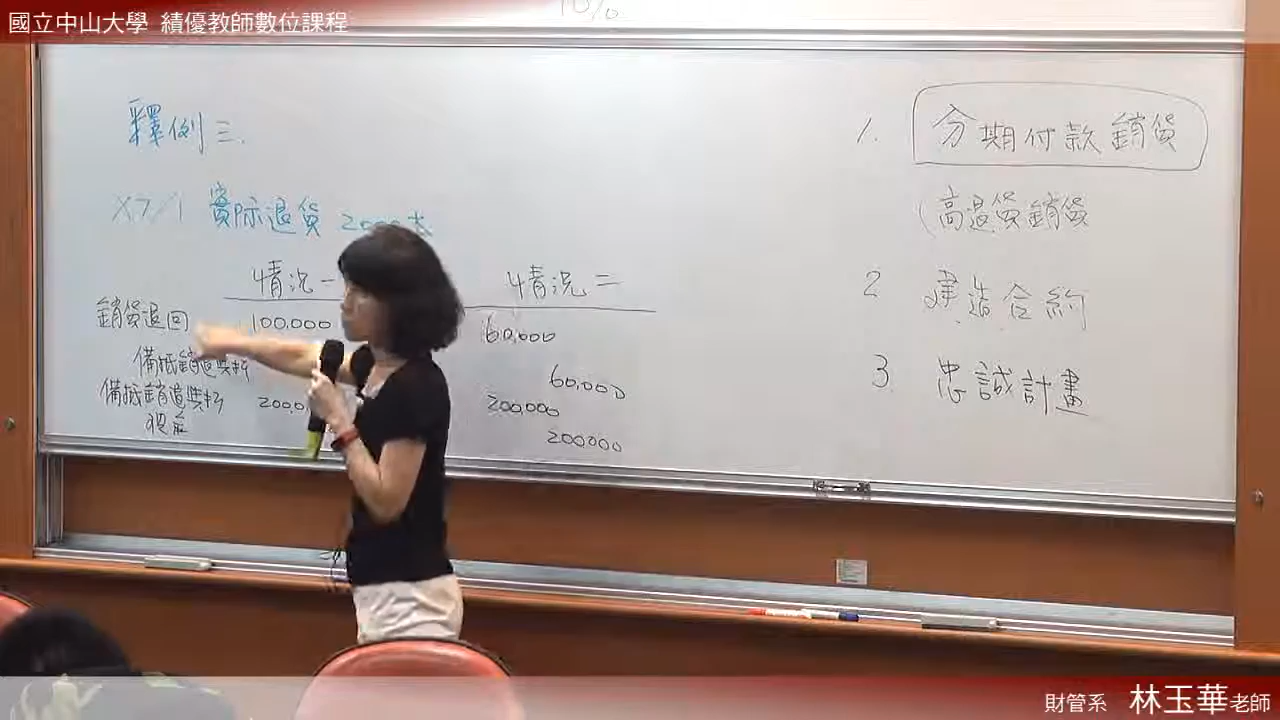 國立中山大學 績優教師數位課程
10%
釋例三.
X7/1 實際退貨 2000
情況一 情況二
銷貨退回 100,000 60,000
備抵銷退與折 60,000
備抵銷退與折 200,0 200,000
現金 200000
1. 分期付款銷貨
(高退貨銷貨
2 建造合約
3. 忠誠計畫
財管系 林玉華老師